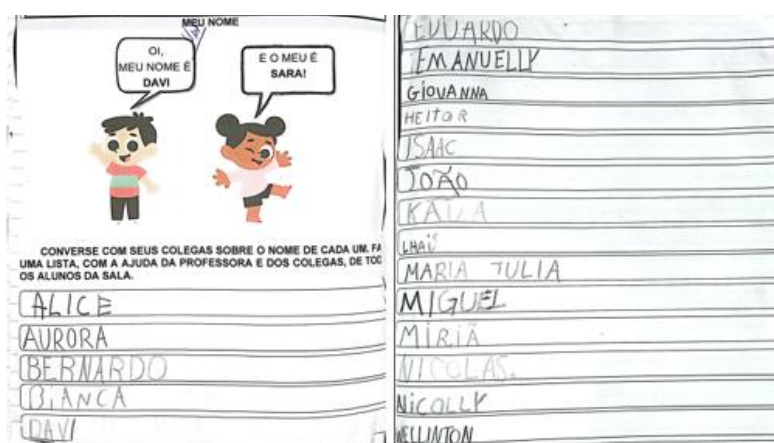 MEU NOME
OI,
MEU NOME É
DAVI
E O MEU É
SARA!
CONVERSE COM SEUS COLEGAS SOBRE O NOME DE CADA UM. FA
UMA LISTA, COM A AJUDA DA PROFESSORA E DOS COLEGAS, DE TOD
OS ALUNOS DA SALA.
ALICE
AURORA
BERNARDO
BIANCA
DAVI
EDUARDO
EMANUELLY
GIOVANNA
HEITOR
ISAAC
JOÃO
KAUA
LHAÍS
MARIA JULIA
MIGUEL
MIRIÃ
NICOLAS.
NICOLLY
WELLINTON